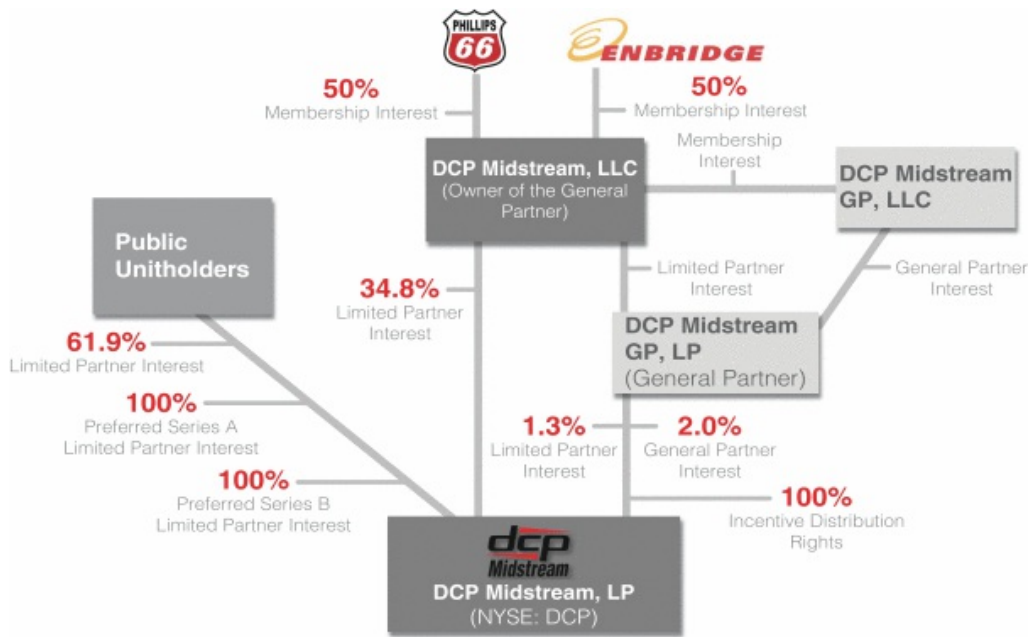 PHILLIPS
66
ENBRIDGE
50%
Membership Interest
50%
Membership Interest
Membership
Interest
DCP Midstream, LLC
(Owner of the General
Partner)
DCP Midstream
GP, LLC
Public
Unitholders
34.8%
Limited Partner
Interest
Limited Partner
Interest
General Partner
Interest
61.9%
Limited Partner Interest
DCP Midstream
GP, LP
(General Partner)
100%
Preferred Series A
Limited Partner Interest
1.3%
Limited Partner
Interest
2.0%
General Partner
Interest
100%
Preferred Series B
Limited Partner Interest
100%
Incentive Distribution
Rights
dcp
Midstream
DCP Midstream, LP
(NYSE: DCP)